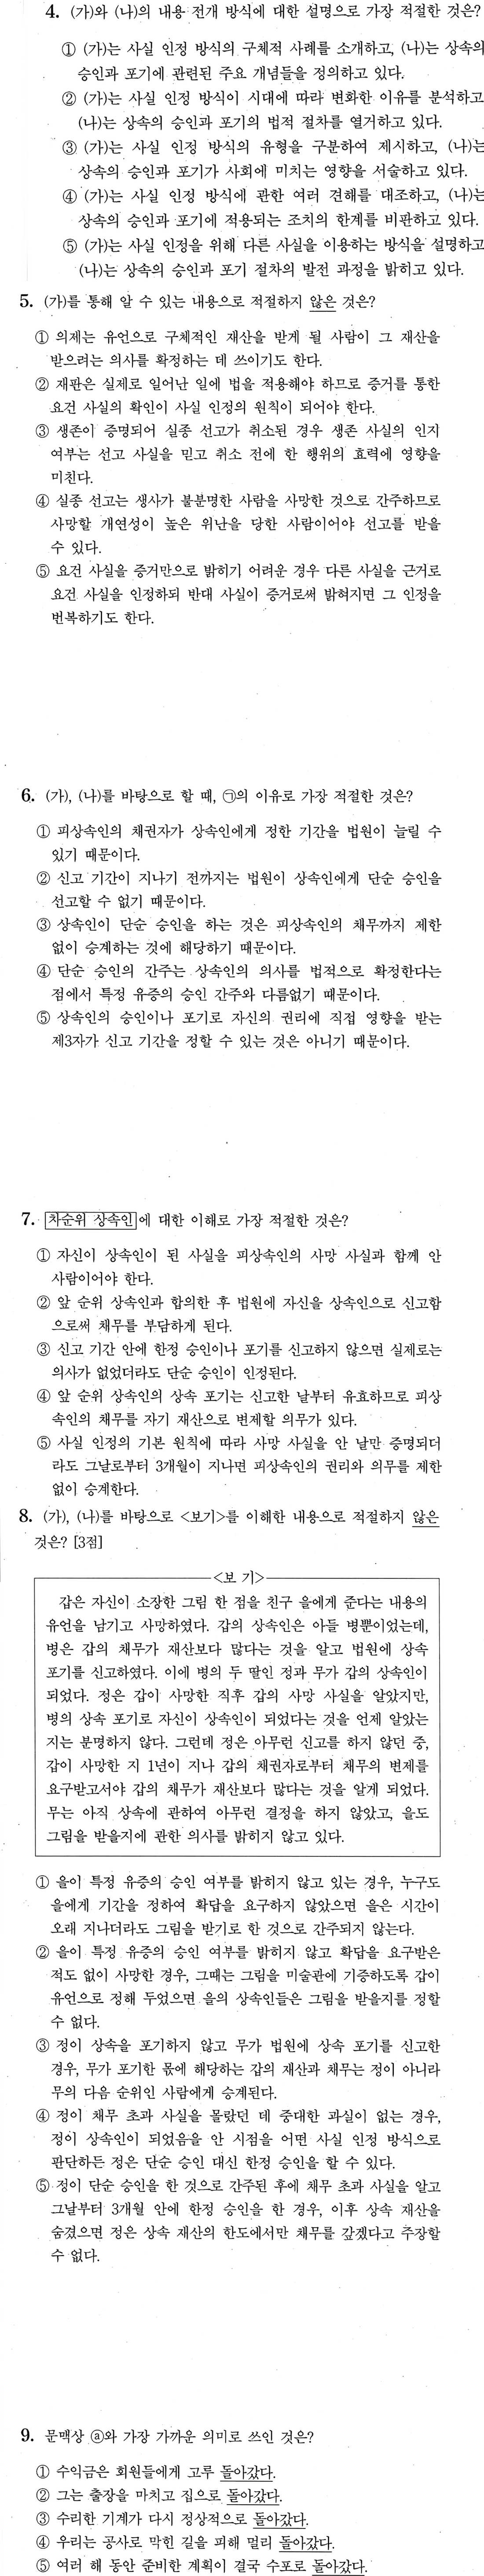 4. (가)와 (나)의 내용 전개 방식에 대한 설명으로 가장 적절한 것은?
① (가)는 사실 인정 방식의 구체적 사례를 소개하고, (나)는 상속의
승인과 포기에 관련된 주요 개념들을 정의하고 있다.
② (가)는 사실 인정 방식이 시대에 따라 변화한 이유를 분석하고
(나)는 상속의 승인과 포기의 법적 절차를 열거하고 있다.
③ (가)는 사실 인정 방식의 유형을 구분하여 제시하고, (나)는
상속의 승인과 포기가 사회에 미치는 영향을 서술하고 있다.
④ (가)는 사실 인정 방식에 관한 여러 견해를 대조하고, (나)는
상속의 승인과 포기에 적용되는 조치의 한계를 비판하고 있다.
⑤ (가)는 사실 인정을 위해 다른 사실을 이용하는 방식을 설명하고
(나)는 상속의 승인과 포기 절차의 발전 과정을 밝히고 있다.
5. (가)를 통해 알 수 있는 내용으로 적절하지 않은 것은?
① 의제는 유언으로 구체적인 재산을 받게 될 사람이 그 재산을
받으려는 의사를 확정하는 데 쓰이기도 한다.
② 재판은 실제로 일어난 일에 법을 적용해야 하므로 증거를 통한
요건 사실의 확인이 사실 인정의 원칙이 되어야 한다.
③ 생존이 증명되어 실종 선고가 취소된 경우 생존 사실의 인지
여부는 선고 사실을 믿고 취소 전에 한 행위의 효력에 영향을
미친다.
④ 실종 선고는 생사가 불분명한 사람을 사망한 것으로 간주하므로
사망할 개연성이 높은 위난을 당한 사람이어야 선고를 받을
수 있다.
⑤ 요건 사실을 증거만으로 밝히기 어려운 경우 다른 사실을 근거로
요건 사실을 인정하되 반대 사실이 증거로써 밝혀지면 그 인정을
번복하기도 한다.
6. (가), (나)를 바탕으로 할 때, ㉠의 이유로 가장 적절한 것은?
① 피상속인의 채권자가 상속인에게 정한 기간을 법원이 늘릴 수
있기 때문이다.
② 신고 기간이 지나기 전까지는 법원이 상속인에게 단순 승인을
선고할 수 없기 때문이다.
③ 상속인이 단순 승인을 하는 것은 피상속인의 채무까지 제한
없이 승계하는 것에 해당하기 때문이다.
④ 단순 승인의 간주는 상속인의 의사를 법적으로 확정한다는
점에서 특정 유증의 승인 간주와 다름없기 때문이다.
⑤ 상속인의 승인이나 포기로 자신의 권리에 직접 영향을 받는
제3자가 신고 기간을 정할 수 있는 것은 아니기 때문이다.
7. 차순위 상속인에 대한 이해로 가장 적절한 것은?
① 자신이 상속인이 된 사실을 피상속인의 사망 사실과 함께 안
사람이어야 한다.
② 앞 순위 상속인과 합의한 후 법원에 자신을 상속인으로 신고함
으로써 채무를 부담하게 된다.
③ 신고 기간 안에 한정 승인이나 포기를 신고하지 않으면 실제로는
의사가 없었더라도 단순 승인이 인정된다.
④ 앞 순위 상속인의 상속 포기는 신고한 날부터 유효하므로 피상
속인의 채무를 자기 재산으로 변제할 의무가 있다.
⑤ 사실 인정의 기본 원칙에 따라 사망 사실을 안 날만 증명되더
라도 그날로부터 3개월이 지나면 피상속인의 권리와 의무를 제한
없이 승계한다.
8. (가), (나)를 바탕으로 <보기>를 이해한 내용으로 적절하지 않은
것은? [3점]
<보 기>
갑은 자신이 소장한 그림 한 점을 친구 을에게 준다는 내용의
유언을 남기고 사망하였다. 갑의 상속인은 아들 병뿐이었는데,
병은 갑의 채무가 재산보다 많다는 것을 알고 법원에 상속
포기를 신고하였다. 이에 병의 두 딸인 정과 무가 갑의 상속인이
되었다. 정은 갑이 사망한 직후 갑의 사망 사실을 알았지만,
병의 상속 포기로 자신이 상속인이 되었다는 것을 언제 알았는
지는 분명하지 않다. 그런데 정은 아무런 신고를 하지 않던 중,
갑이 사망한 지 1년이 지나 갑의 채권자로부터 채무의 변제를
요구받고서야 갑의 채무가 재산보다 많다는 것을 알게 되었다.
무는 아직 상속에 관하여 아무런 결정을 하지 않았고, 을도
그림을 받을지에 관한 의사를 밝히지 않고 있다.
① 을이 특정 유증의 승인 여부를 밝히지 않고 있는 경우, 누구도
을에게 기간을 정하여 확답을 요구하지 않았으면 을은 시간이
오래 지나더라도 그림을 받기로 한 것으로 간주되지 않는다.
② 을이 특정 유증의 승인 여부를 밝히지 않고 확답을 요구받은
적도 없이 사망한 경우, 그때는 그림을 미술관에 기증하도록 갑이
유언으로 정해 두었으면 을의 상속인들은 그림을 받을지를 정할
수 없다.
③ 정이 상속을 포기하지 않고 무가 법원에 상속 포기를 신고한
경우, 무가 포기한 몫에 해당하는 갑의 재산과 채무는 정이 아니라
무의 다음 순위인 사람에게 승계된다.
④ 정이 채무 초과 사실을 몰랐던 데 중대한 과실이 없는 경우,
정이 상속인이 되었음을 안 시점을 어떤 사실 인정 방식으로
판단하든 정은 단순 승인 대신 한정 승인을 할 수 있다.
⑤ 정이 단순 승인을 한 것으로 간주된 후에 채무 초과 사실을 알고
그날부터 3개월 안에 한정 승인을 한 경우, 이후 상속 재산을
숨겼으면 정은 상속 재산의 한도에서만 채무를 갚겠다고 주장할
수 없다.
9. 문맥상 ⓐ와 가장 가까운 의미로 쓰인 것은?
① 수익금은 회원들에게 고루 돌아갔다.
② 그는 출장을 마치고 집으로 돌아갔다.
③ 수리한 기계가 다시 정상적으로 돌아갔다.
④ 우리는 공사로 막힌 길을 피해 멀리 돌아갔다.
⑤ 여러 해 동안 준비한 계획이 결국 수포로 돌아갔다.